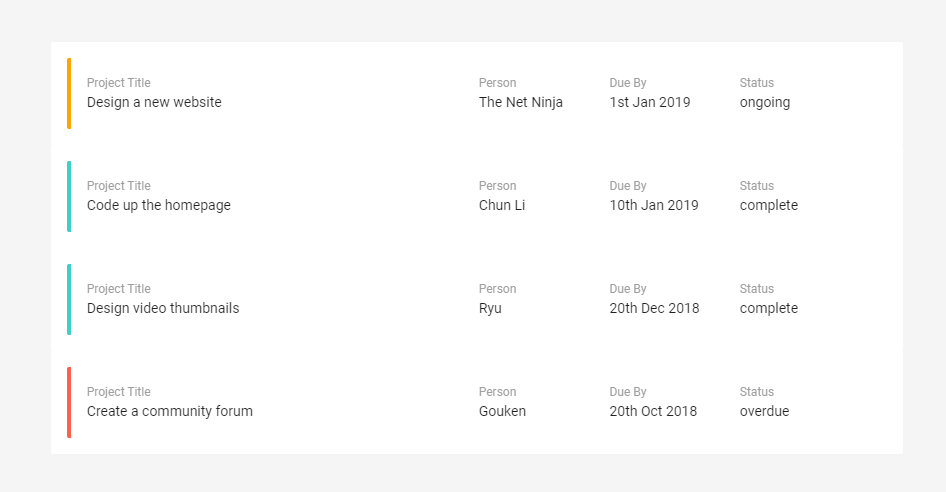 Project Title Person Due By Status
Design a new website The Net Ninja 1st Jan 2019 ongoing
Project Title Person Due By Status
Code up the homepage Chun Li 10th Jan 2019 complete
Project Title Person Due By Status
Design video thumbnails Ryu 20th Dec 2018 complete
Project Title Person Due By Status
Create a community forum Gouken 20th Oct 2018 overdue